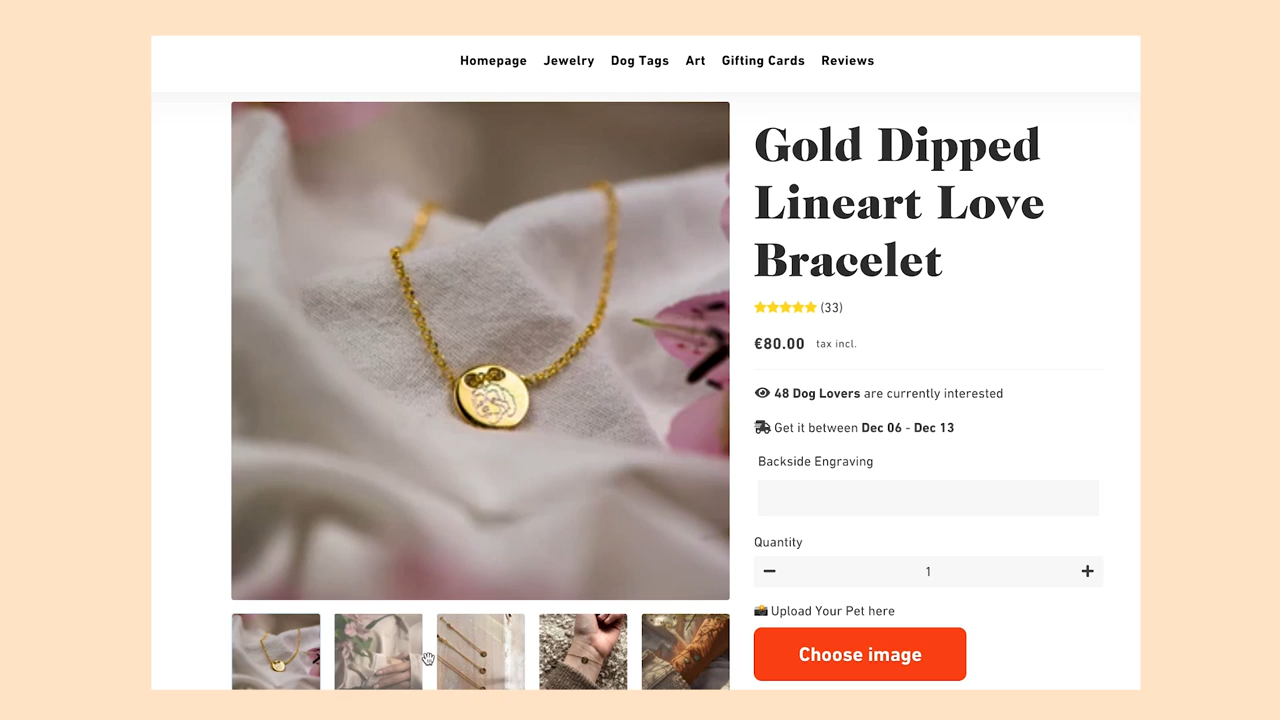 Homepage Jewelry Dog Tags Art Gifting Cards Reviews
Gold Dipped
Lineart Love
Bracelet
(33)
€80.00 tax incl.
48 Dog Lovers are currently interested
Get it between Dec 06 - Dec 13
Backside Engraving
Quantity
1
📸 Upload Your Pet here
Choose image